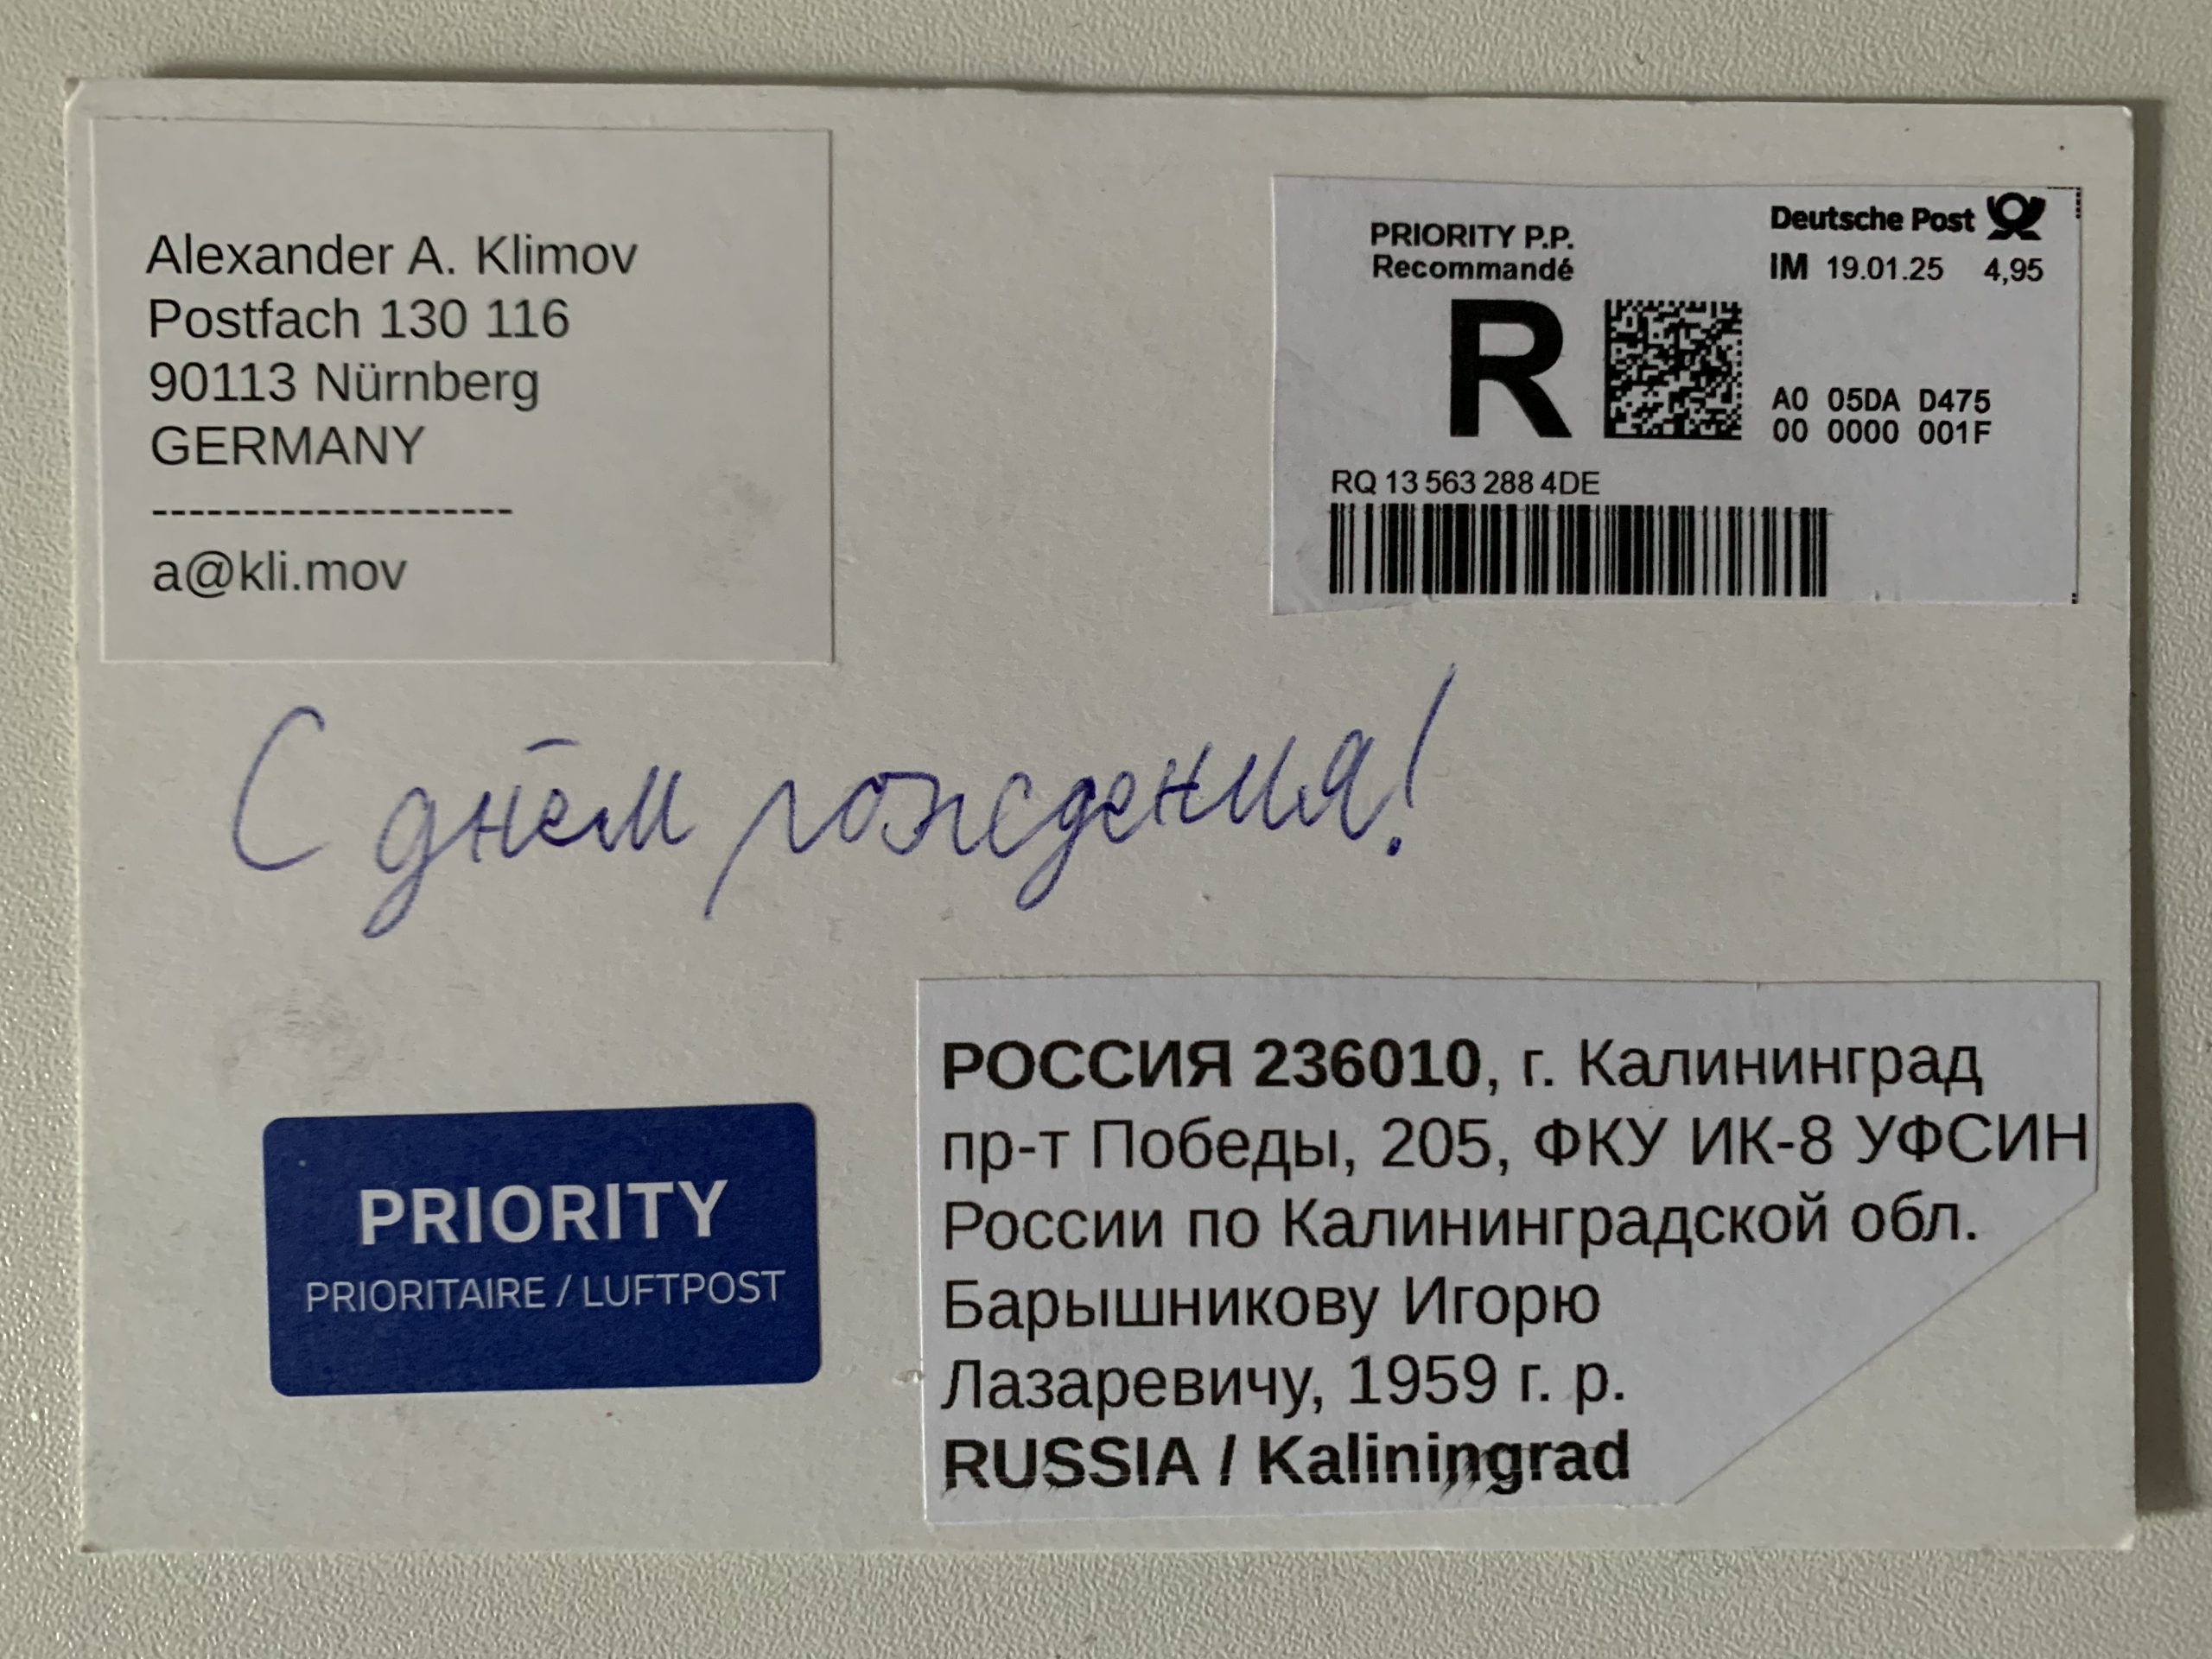 Alexander A. Klimov
Postfach 130 116
90113 Nürnberg
GERMANY
--------------------
a@kli.mov
PRIORITY P.P.
Recommandé
R
Deutsche Post
IM 19.01.25 4,95
A0 05DA D475
00 0000 001F
RQ 13 563 288 4DE
С днём рождения!
PRIORITY
PRIORITAIRE / LUFTPOST
РОССИЯ 236010, г. Калининград
пр-т Победы, 205, ФКУ ИК-8 УФСИН
России по Калининградской обл.
Барышникову Игорю
Лазаревичу, 1959 г. р.
RUSSIA / Kaliningrad